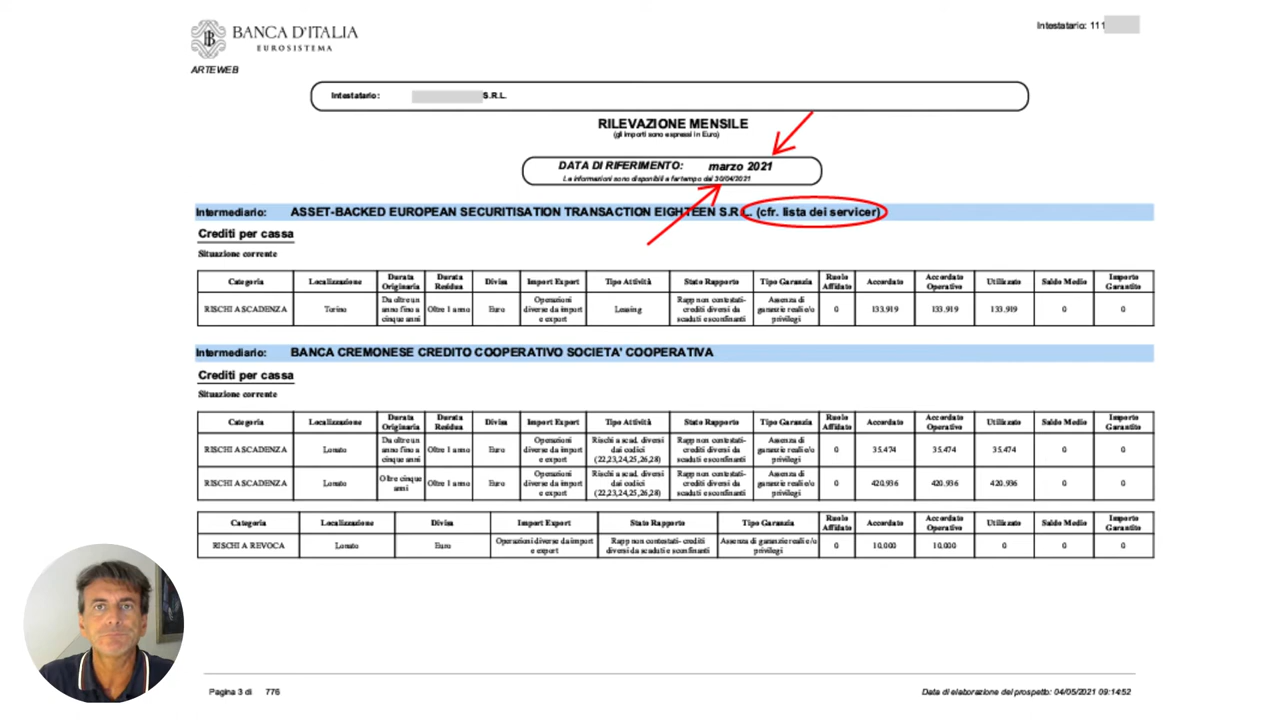 BANCA D'ITALIA
EUROSISTEMA
Intestatario: 111
ARTEWEB
Intestatario: S.R.L.
RILEVAZIONE MENSILE
(gli importi sono espressi in Euro)
DATA DI RIFERIMENTO: marzo 2021
Le informazioni sono disponibili a far tempo dal 30/04/2021
Intermediario: ASSET-BACKED EUROPEAN SECURITISATION TRANSACTION EIGHTEEN S.R.L. (cfr. lista dei servicer)
Crediti per cassa
Situazione corrente
Categoria Localizzazione Durata Originaria Durata Residua Divisa Import Export Tipo Attività Stato Rapporto Tipo Garanzia Ruolo Affidato Accordato Accordato Operativo Utilizzato Saldo Medio Importo Garantito
RISCHI A SCADENZA Torino Da oltre un anno fino a cinque anni Oltre 1 anno Euro Operazioni diverse da import e export Leasing Rapp non contestati- crediti diversi da scaduti e sconfinanti Assenza di garanzie reali e/o privilegi 0 133.919 133.919 133.919 0 0
Intermediario: BANCA CREMONESE CREDITO COOPERATIVO SOCIETA' COOPERATIVA
Crediti per cassa
Situazione corrente
Categoria Localizzazione Durata Originaria Durata Residua Divisa Import Export Tipo Attività Stato Rapporto Tipo Garanzia Ruolo Affidato Accordato Accordato Operativo Utilizzato Saldo Medio Importo Garantito
RISCHI A SCADENZA Lonato Da oltre un anno fino a cinque anni Oltre 1 anno Euro Operazioni diverse da import e export Rischi a scad. diversi dai codici (22,23,24,25,26,28) Rapp non contestati- crediti diversi da scaduti e sconfinanti Assenza di garanzie reali e/o privilegi 0 35.474 35.474 35.474 0 0
RISCHI A SCADENZA Lonato Oltre cinque anni Oltre 1 anno Euro Operazioni diverse da import e export Rischi a scad. diversi dai codici (22,23,24,25,26,28) Rapp non contestati- crediti diversi da scaduti e sconfinanti Assenza di garanzie reali e/o privilegi 0 420.936 420.936 420.936 0 0
Categoria Localizzazione Divisa Import Export Stato Rapporto Tipo Garanzia Ruolo Affidato Accordato Accordato Operativo Utilizzato Saldo Medio Importo Garantito
RISCHI A REVOCA Lonato Euro Operazioni diverse da import e export Rapp non contestati- crediti diversi da scaduti e sconfinanti Assenza di garanzie reali e/o privilegi 0 10.000 10.000 0 0 0
Pagina 3 di 776
Data di elaborazione del prospetto: 04/05/2021 09:14:52